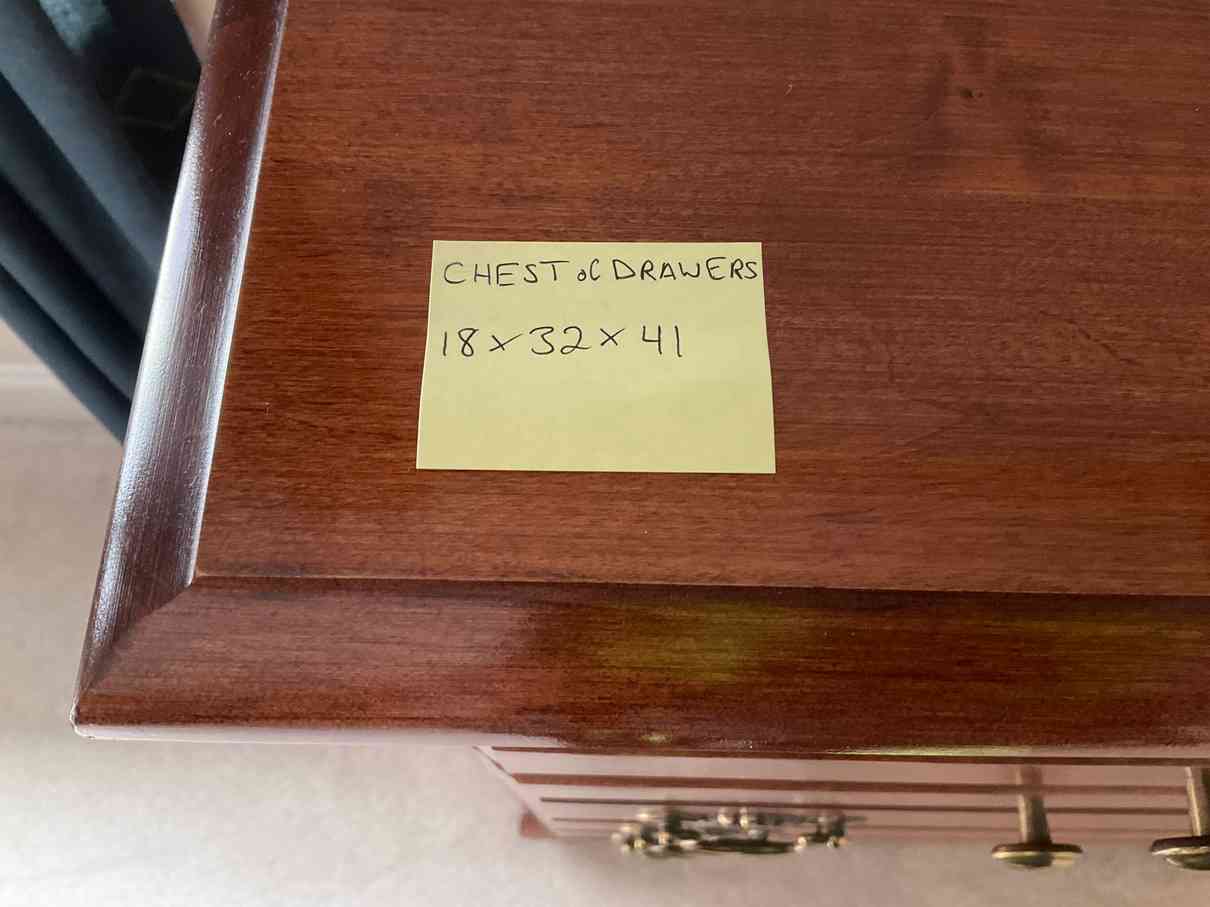 CHEST of DRAWERS
18 x 32 x 41